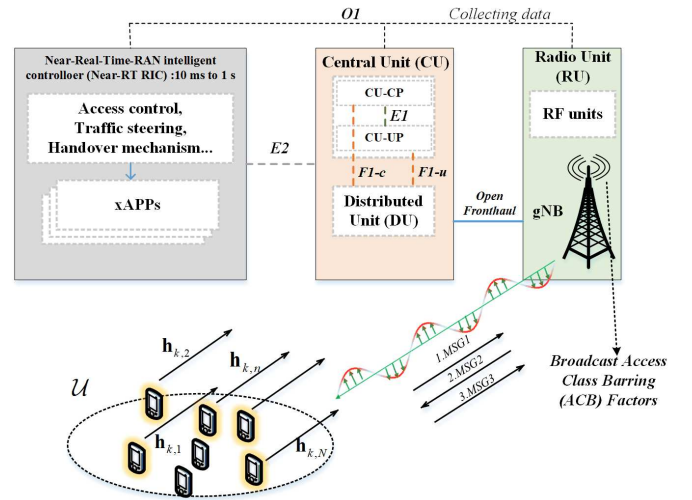 O1
Collecting data
Near-Real-Time-RAN intelligent
controlloer (Near-RT RIC) :10 ms to 1 s
Access control,
Traffic steering,
Handover mechanism...
xAPPs
E2
Central Unit (CU)
CU-CP
E1
CU-UP
F1-c
F1-u
Distributed
Unit (DU)
Open
Fronthaul
Radio Unit
(RU)
RF units
gNB
Broadcast Access
Class Barring
(ACB) Factors
1.MSG1
2.MSG2
3.MSG3
𝒰
h_{k,2}
h_{k,n}
h_{k,1}
h_{k,N}